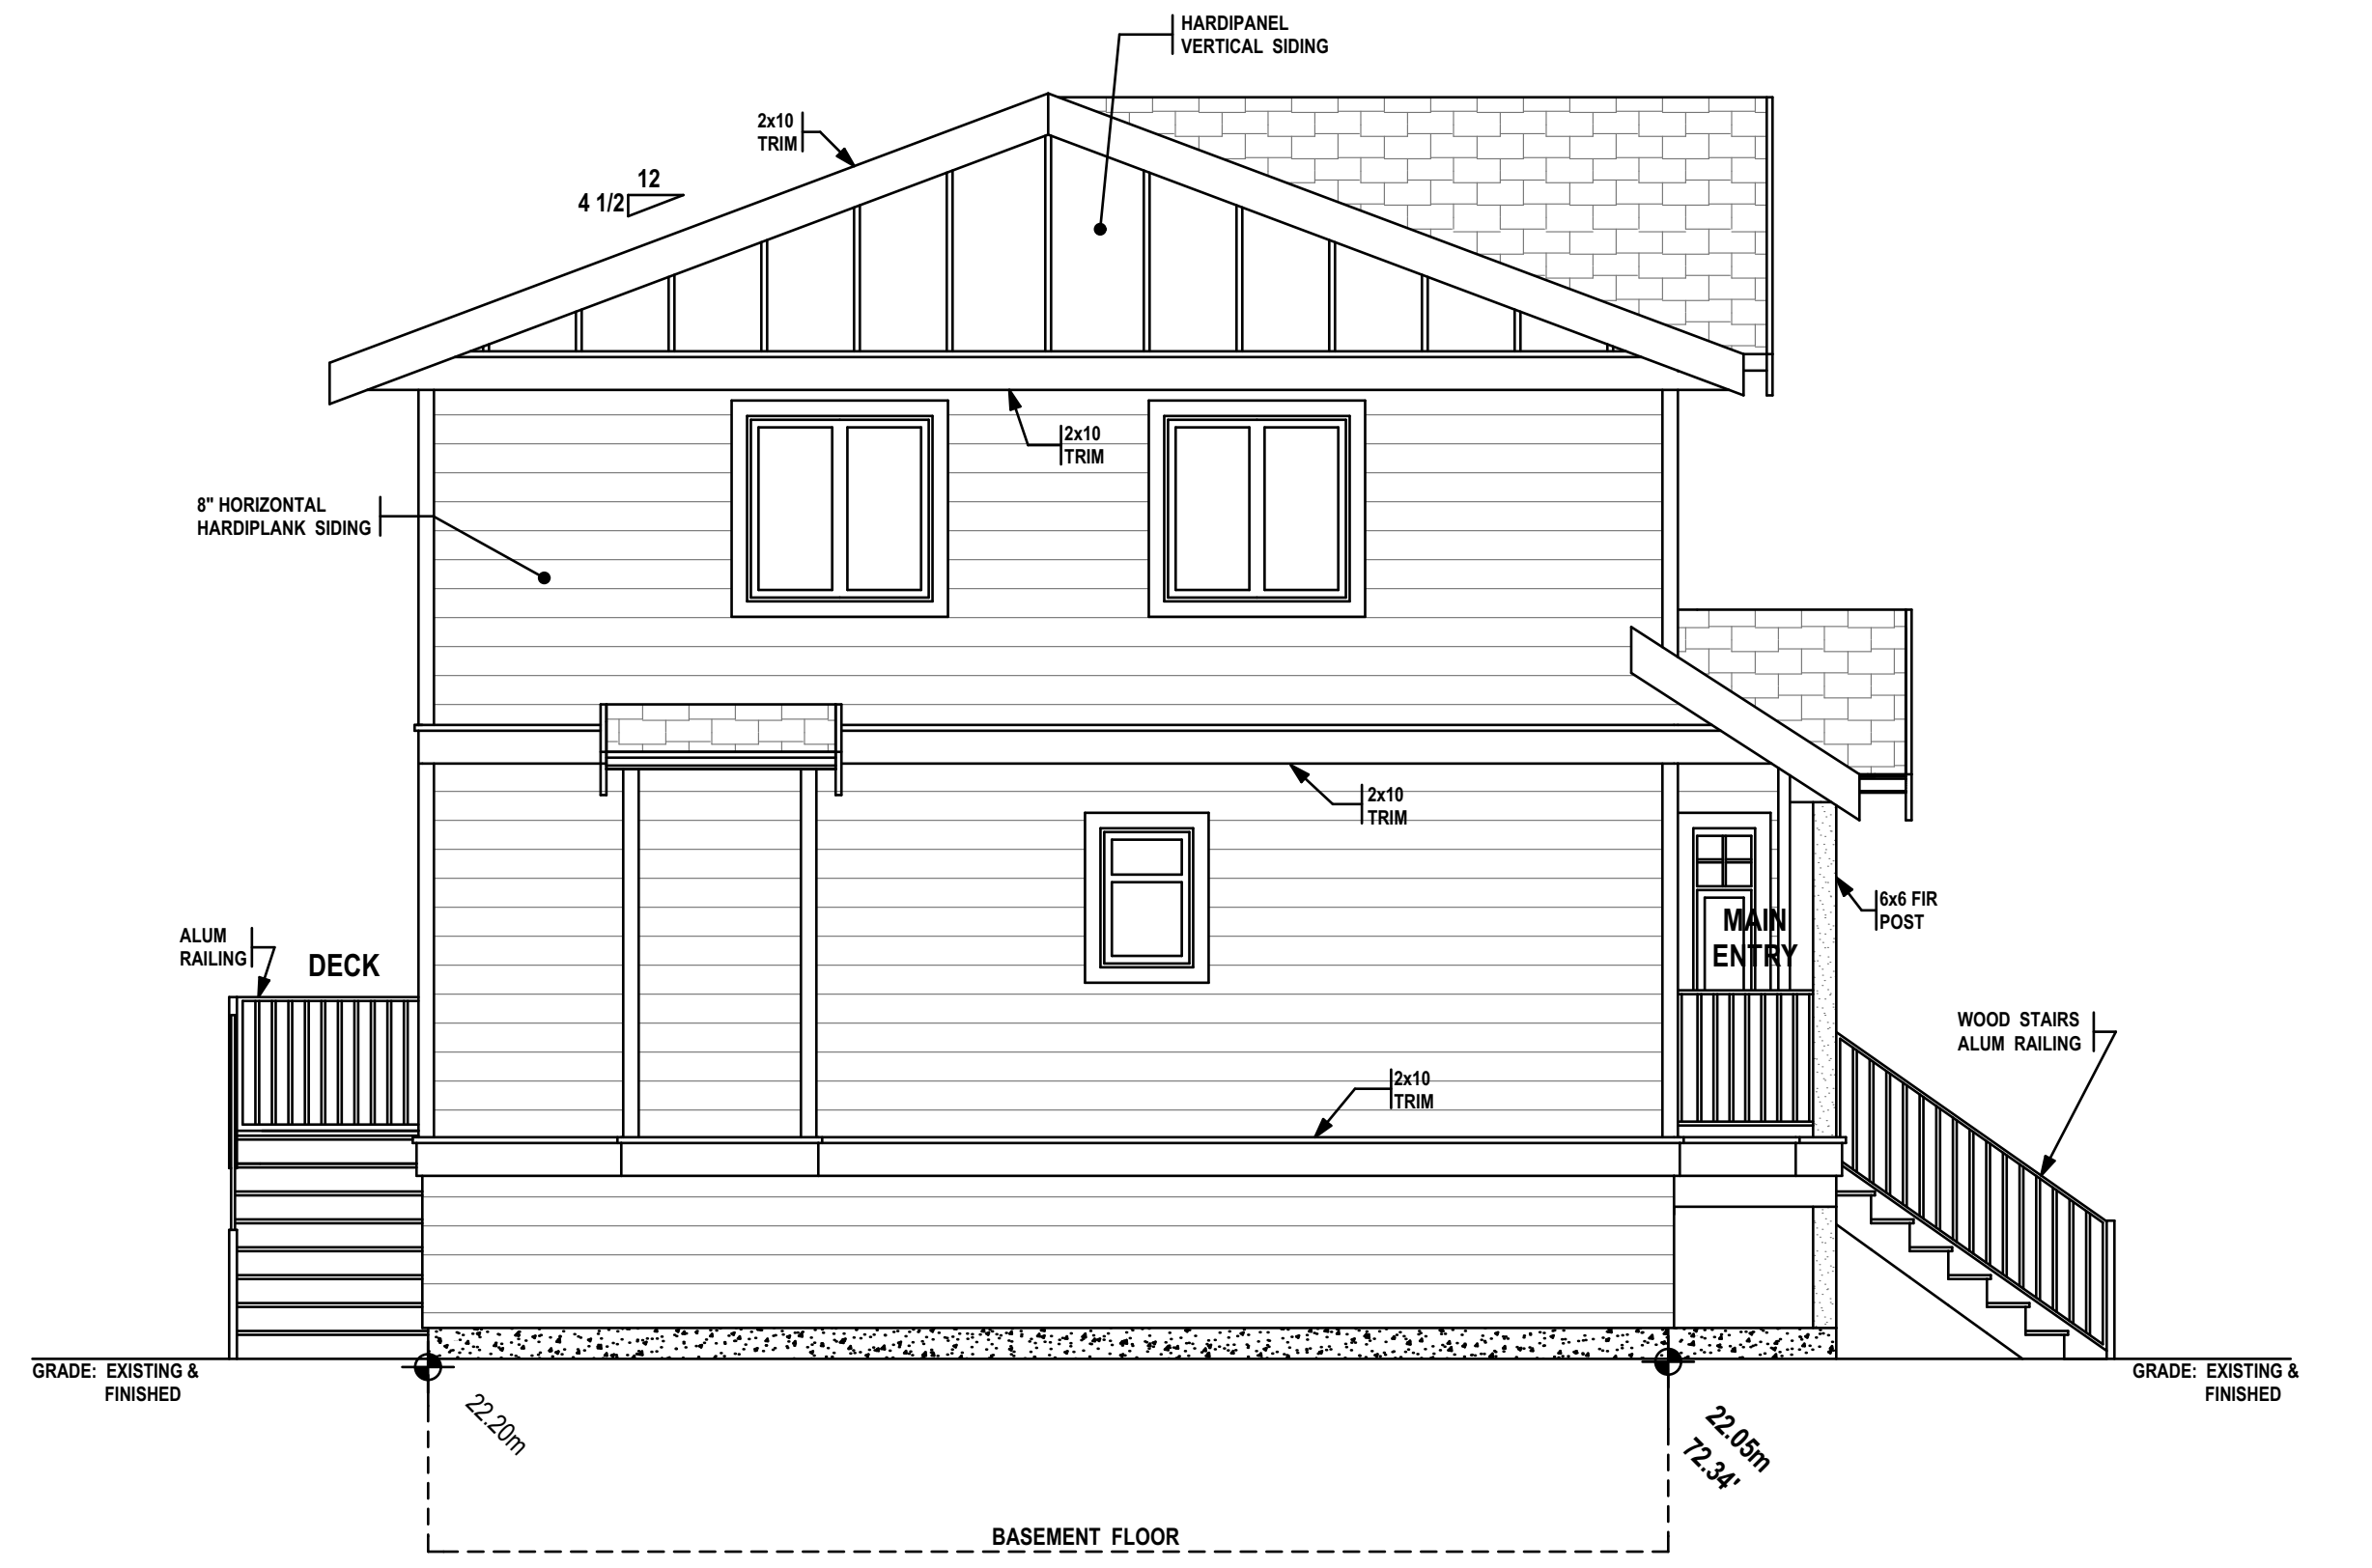 HARDIPANEL
VERTICAL SIDING
2x10
TRIM
12
4 1/2
2x10
TRIM
8" HORIZONTAL
HARDIPLANK SIDING
2x10
TRIM
6x6 FIR
POST
MAIN
ENTRY
ALUM
RAILING
DECK
WOOD STAIRS
ALUM RAILING
2x10
TRIM
GRADE: EXISTING &
FINISHED
GRADE: EXISTING &
FINISHED
22.20m
22.05m
72.34'
BASEMENT FLOOR